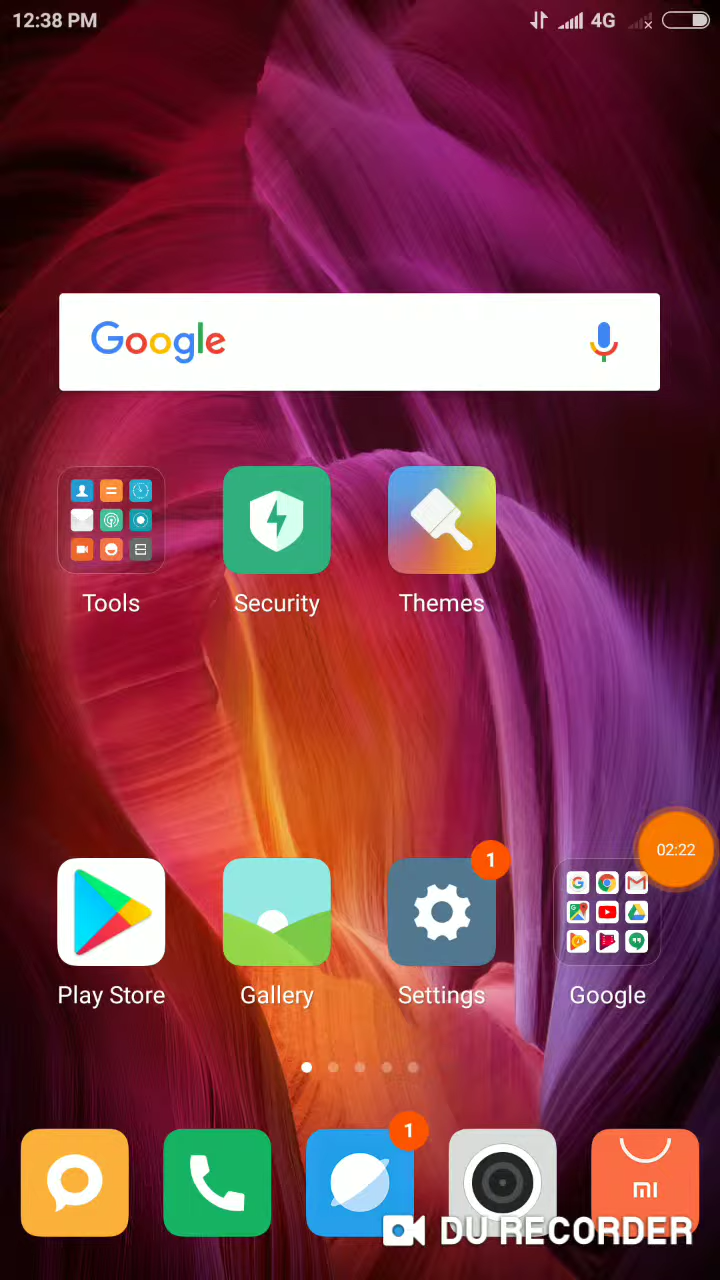 12:38 PM 4G
Google
Tools Security Themes
02:22
1
Play Store Gallery Settings Google
1
MI
DU RECORDER